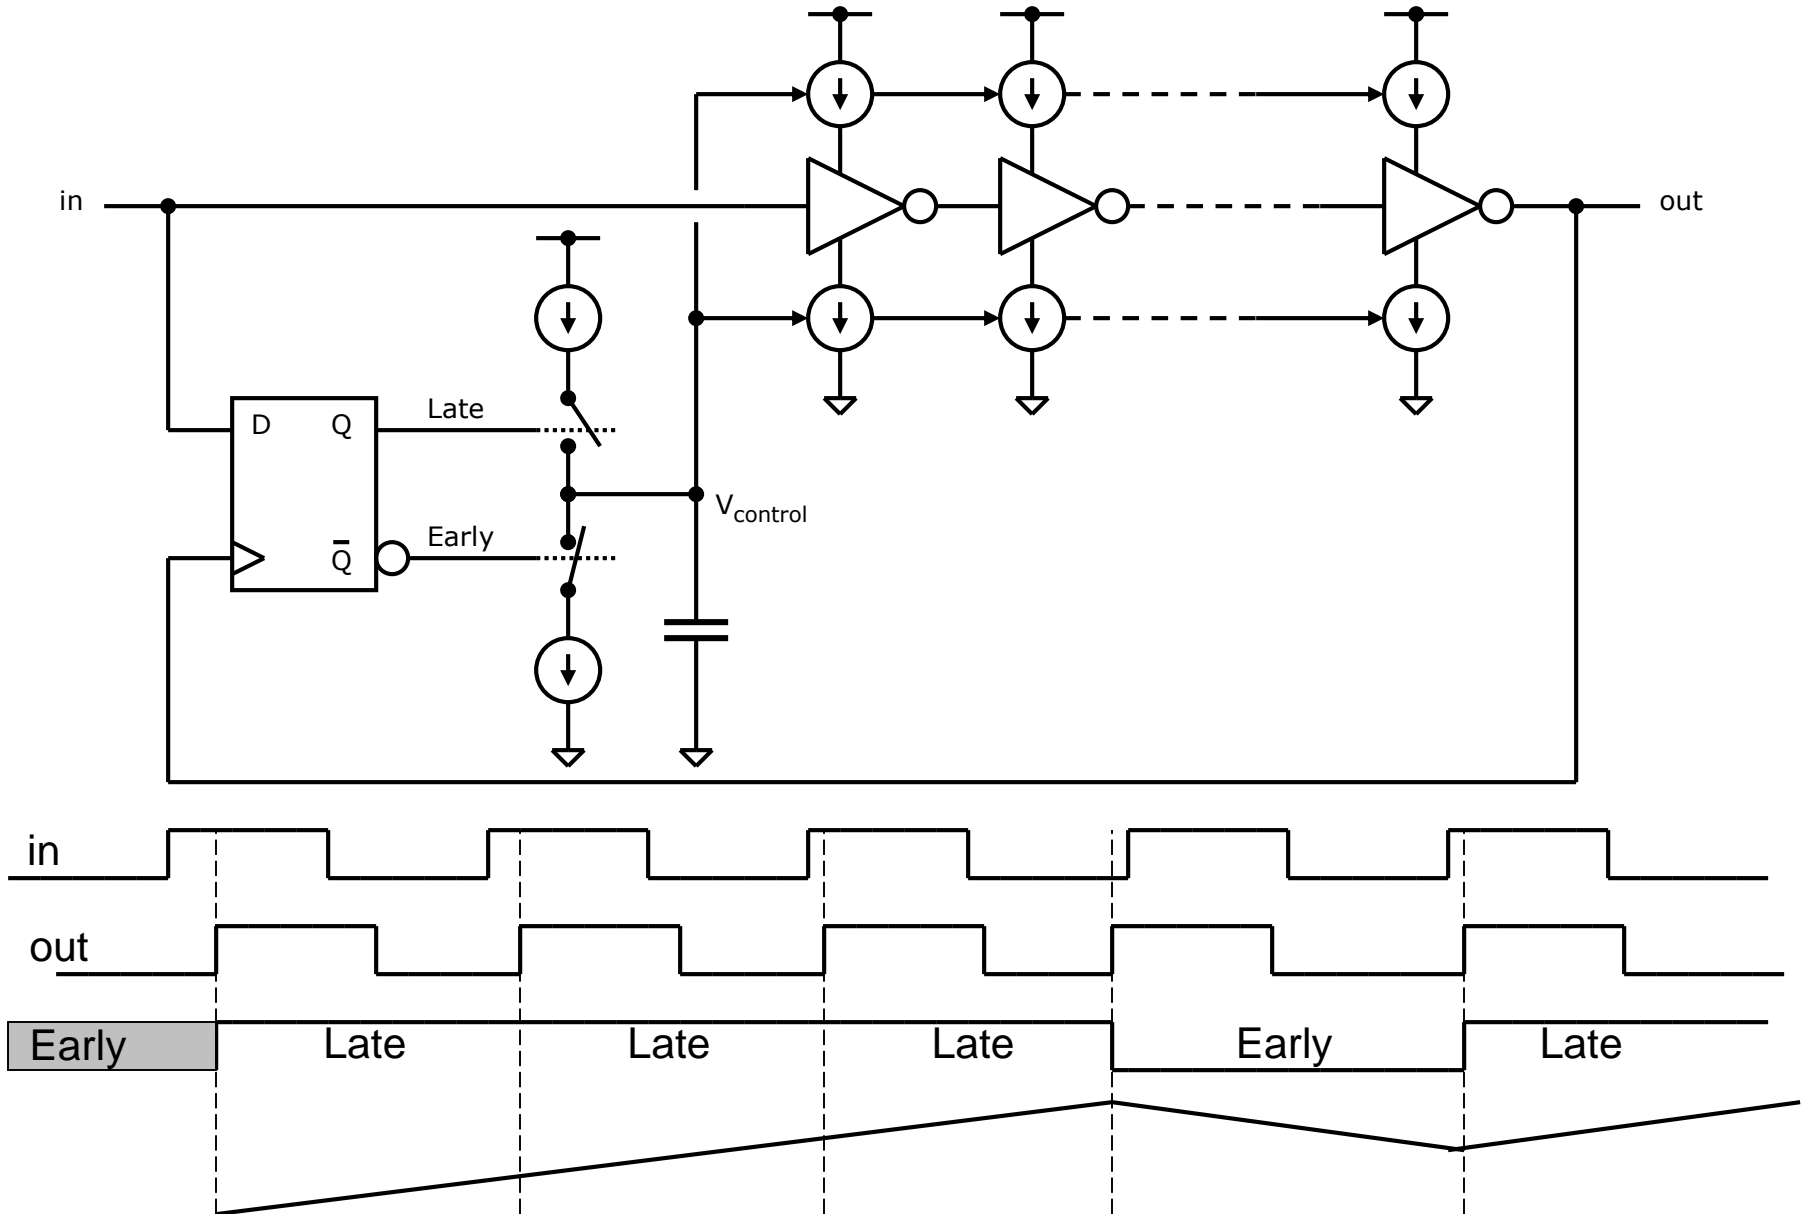 in
out
D Q
Late
V_control
Early
Q̅
in
out
Early Late Late Late Early Late